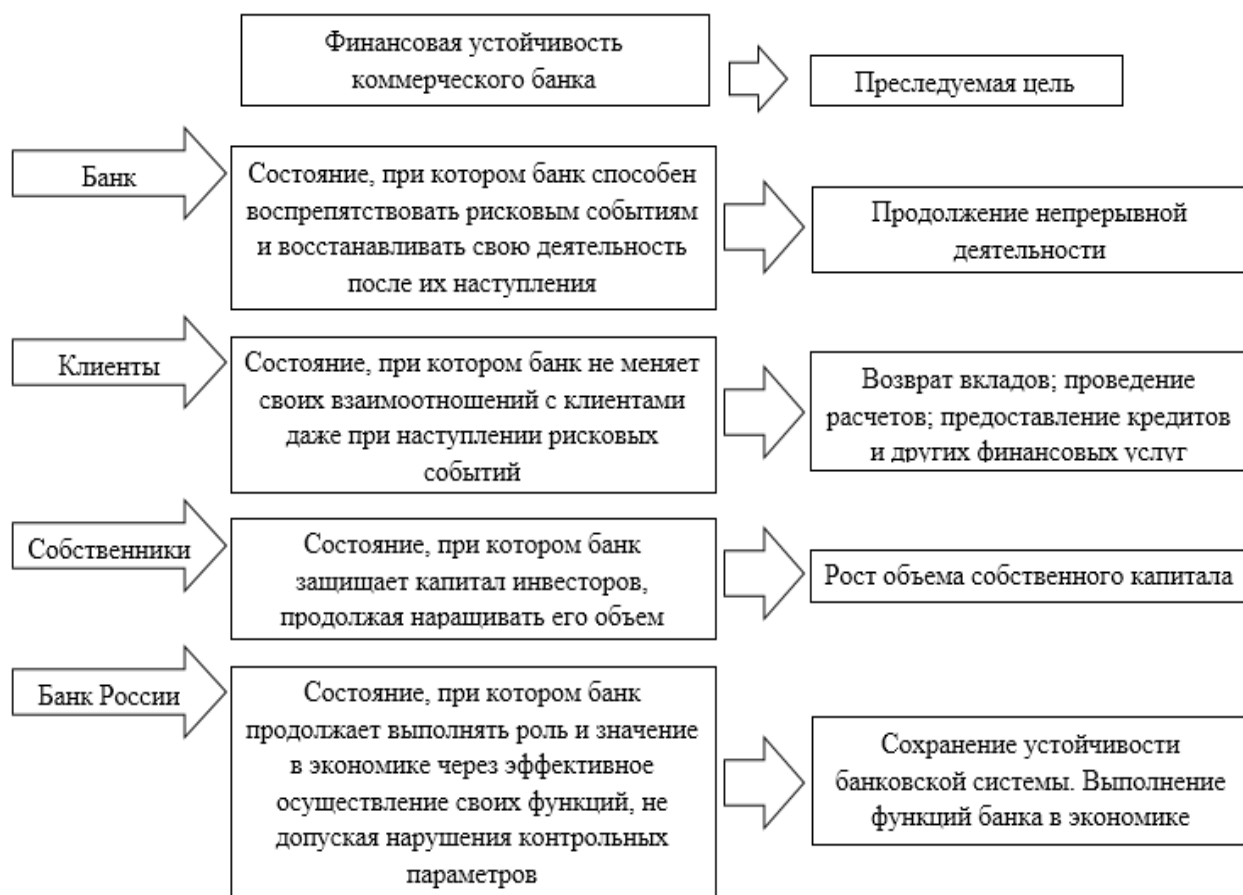 Финансовая устойчивость
коммерческого банка
Преследуемая цель
Банк
Состояние, при котором банк способен
воспрепятствовать рисковым событиям
и восстанавливать свою деятельность
после их наступления
Продолжение непрерывной
деятельности
Клиенты
Состояние, при котором банк не меняет
своих взаимоотношений с клиентами
даже при наступлении рисковых
событий
Возврат вкладов; проведение
расчетов; предоставление кредитов
и других финансовых услуг
Собственники
Состояние, при котором банк
защищает капитал инвесторов,
продолжая наращивать его объем
Рост объема собственного капитала
Банк России
Состояние, при котором банк
продолжает выполнять роль и значение
в экономике через эффективное
осуществление своих функций, не
допуская нарушения контрольных
параметров
Сохранение устойчивости
банковской системы. Выполнение
функций банка в экономике